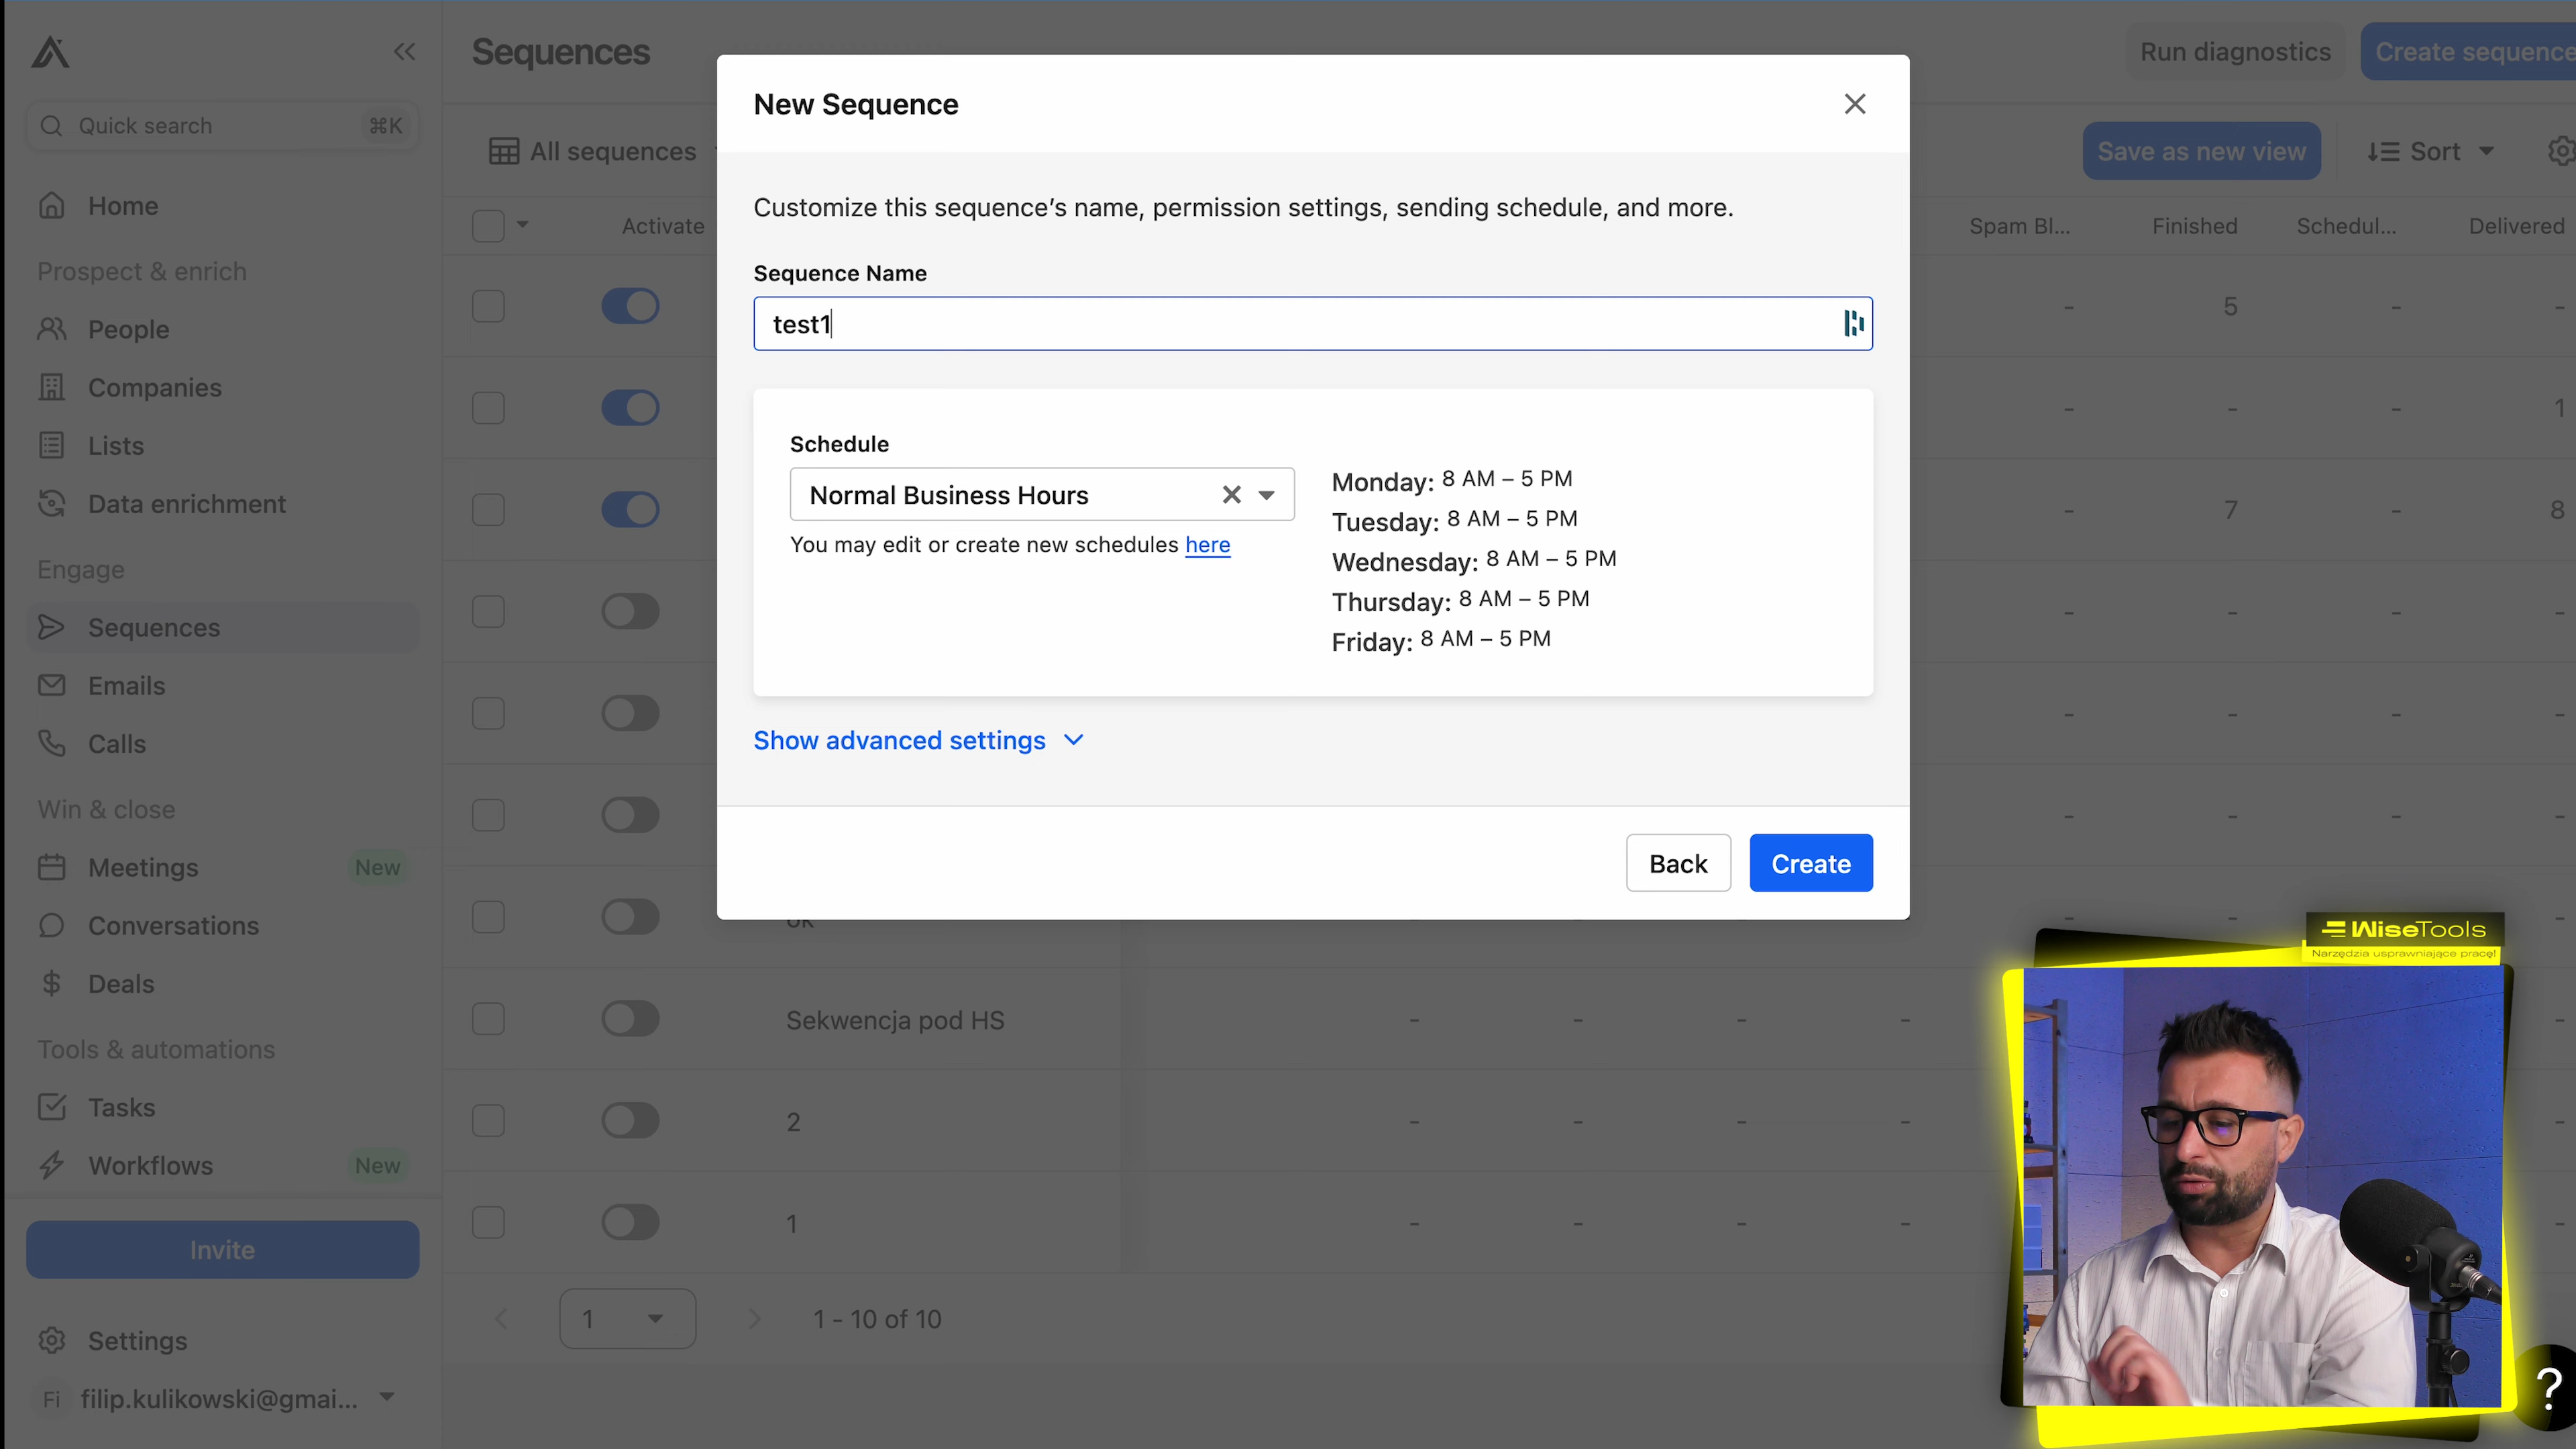 Sequences
Run diagnostics
Create sequence
Quick search
⌘K
All sequences
Save as new view
Sort
Activate
Spam Bl...
Finished
Schedul...
Delivered
Home
Prospect & enrich
People
Companies
Lists
Data enrichment
Engage
Sequences
Emails
Calls
Win & close
Meetings
New
Conversations
Deals
Tools & automations
Tasks
Workflows
New
Invite
Settings
Fi
filip.kulikowski@gmai...
New Sequence
Customize this sequence's name, permission settings, sending schedule, and more.
Sequence Name
test1
Schedule
Normal Business Hours
You may edit or create new schedules here
Monday: 8 AM – 5 PM
Tuesday: 8 AM – 5 PM
Wednesday: 8 AM – 5 PM
Thursday: 8 AM – 5 PM
Friday: 8 AM – 5 PM
Show advanced settings
Back
Create
- 5 - -
- - - 1
- 7 - 8
- - - -
- - - -
- - - -
- - - -
Sekwencja pod HS - - - - -
2 - - - - -
1 - - - - -
1
1 - 10 of 10
WiseTools
Narzędzia usprawniające pracę!
?